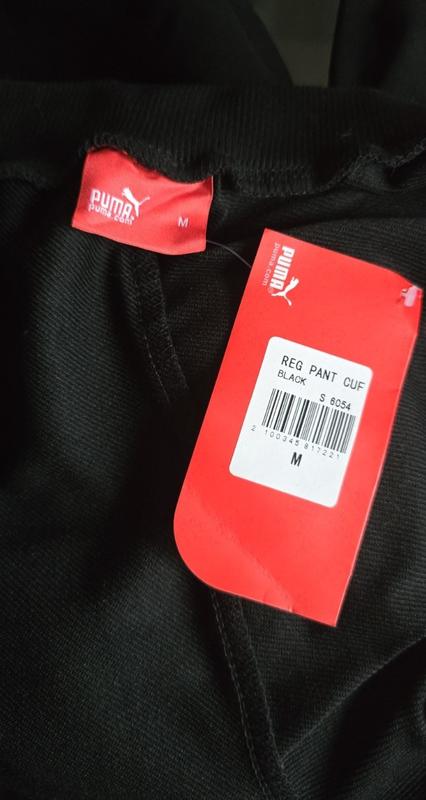 PUMA
puma.com
M
PUMA®
puma.com
REG PANT CUF
BLACK
S 6054
2 100345 817221
M